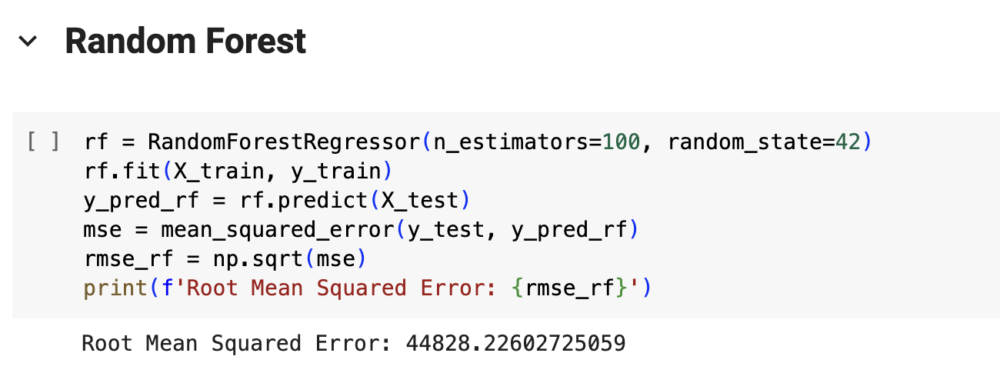 Random Forest
[ ] rf = RandomForestRegressor(n_estimators=100, random_state=42)
rf.fit(X_train, y_train)
y_pred_rf = rf.predict(X_test)
mse = mean_squared_error(y_test, y_pred_rf)
rmse_rf = np.sqrt(mse)
print(f'Root Mean Squared Error: {rmse_rf}')
Root Mean Squared Error: 44828.22602725059